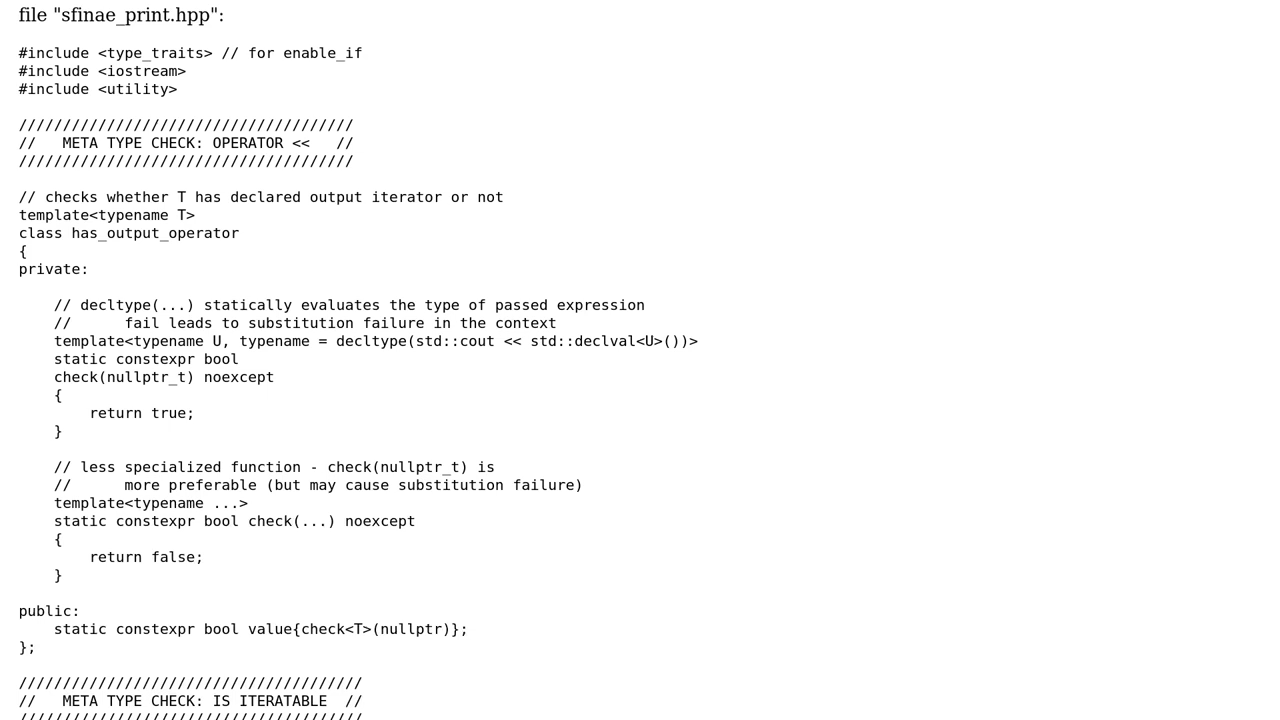 file "sfinae_print.hpp":
#include <type_traits> // for enable_if
#include <iostream>
#include <utility>
//////////////////////////////////////
//   META TYPE CHECK: OPERATOR <<   //
//////////////////////////////////////
// checks whether T has declared output iterator or not
template<typename T>
class has_output_operator
{
private:
    // decltype(...) statically evaluates the type of passed expression
    //      fail leads to substitution failure in the context
    template<typename U, typename = decltype(std::cout << std::declval<U>())>
    static constexpr bool
    check(nullptr_t) noexcept
    {
        return true;
    }
    // less specialized function - check(nullptr_t) is
    //      more preferable (but may cause substitution failure)
    template<typename ...>
    static constexpr bool check(...) noexcept
    {
        return false;
    }
public:
    static constexpr bool value{check<T>(nullptr)};
};
///////////////////////////////////////
//   META TYPE CHECK: IS ITERATABLE  //
///////////////////////////////////////